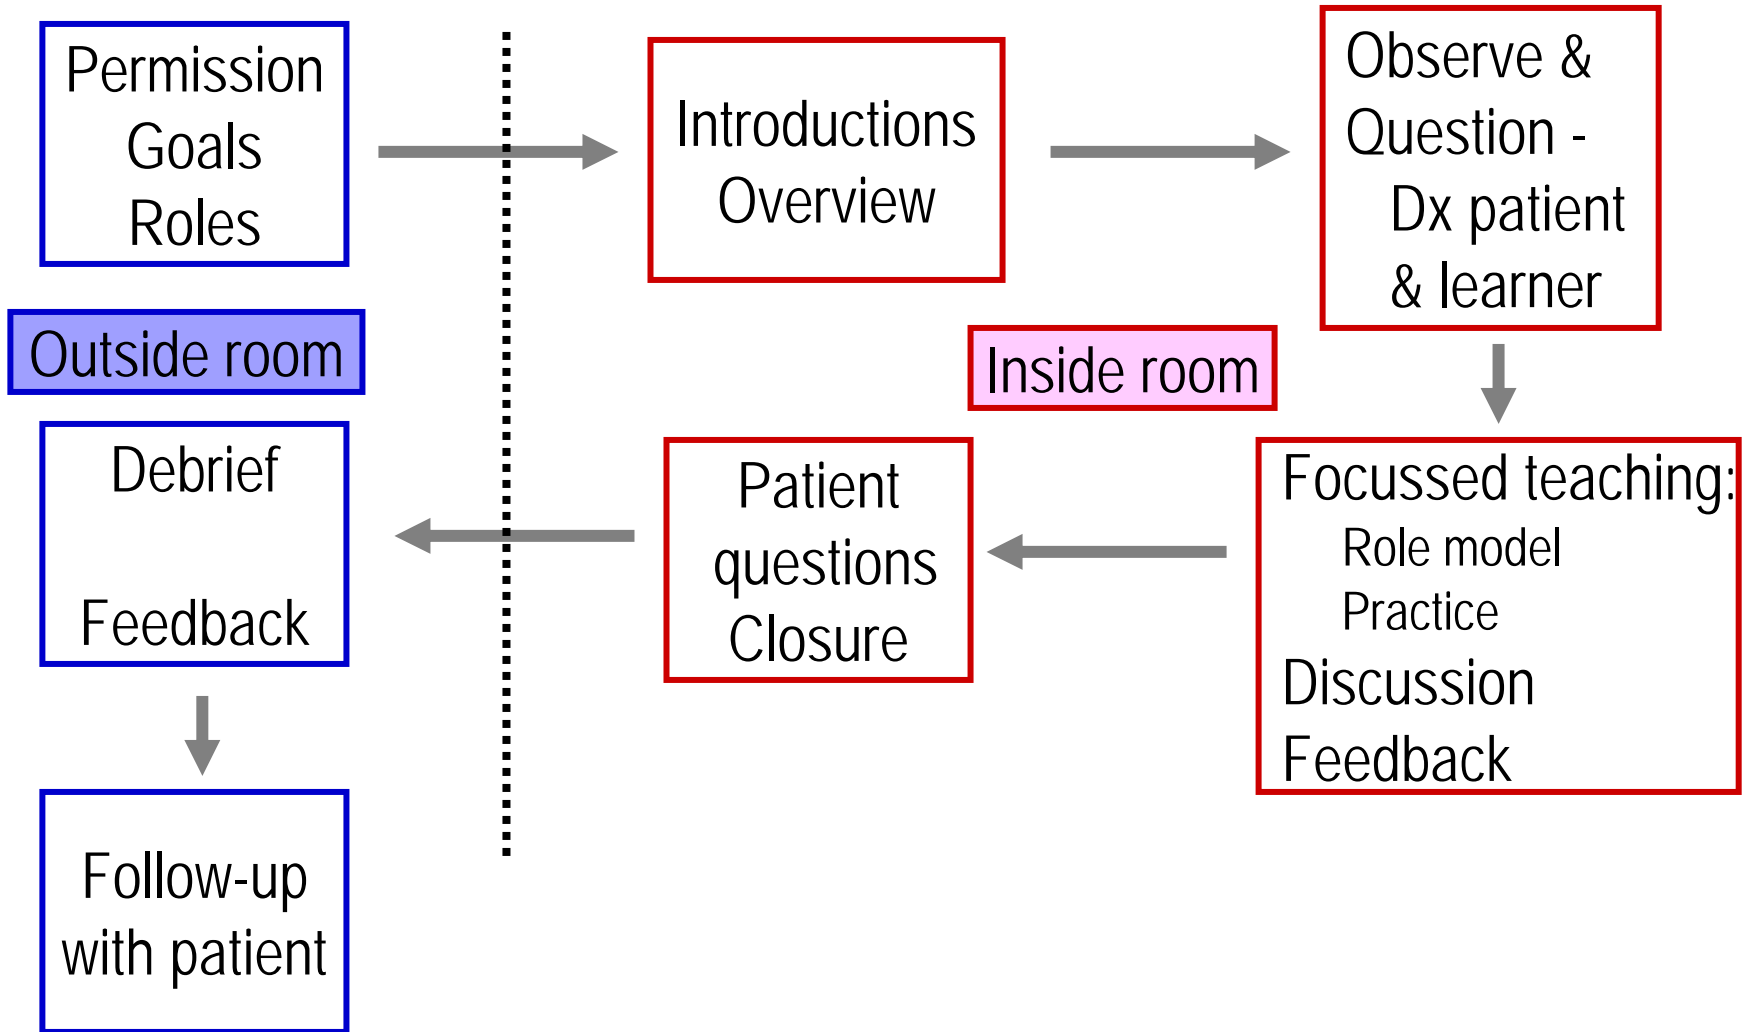 Permission
Goals
Roles
Introductions
Overview
Observe &
Question -
Dx patient
& learner
Outside room
Inside room
Focussed teaching:
Role model
Practice
Discussion
Feedback
Patient
questions
Closure
Debrief
Feedback
Follow-up
with patient